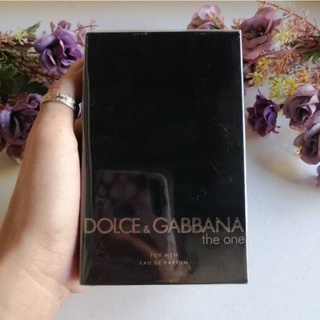 DOLCE & GABBANA
the one
FOR MEN
EAU DE PARFUM